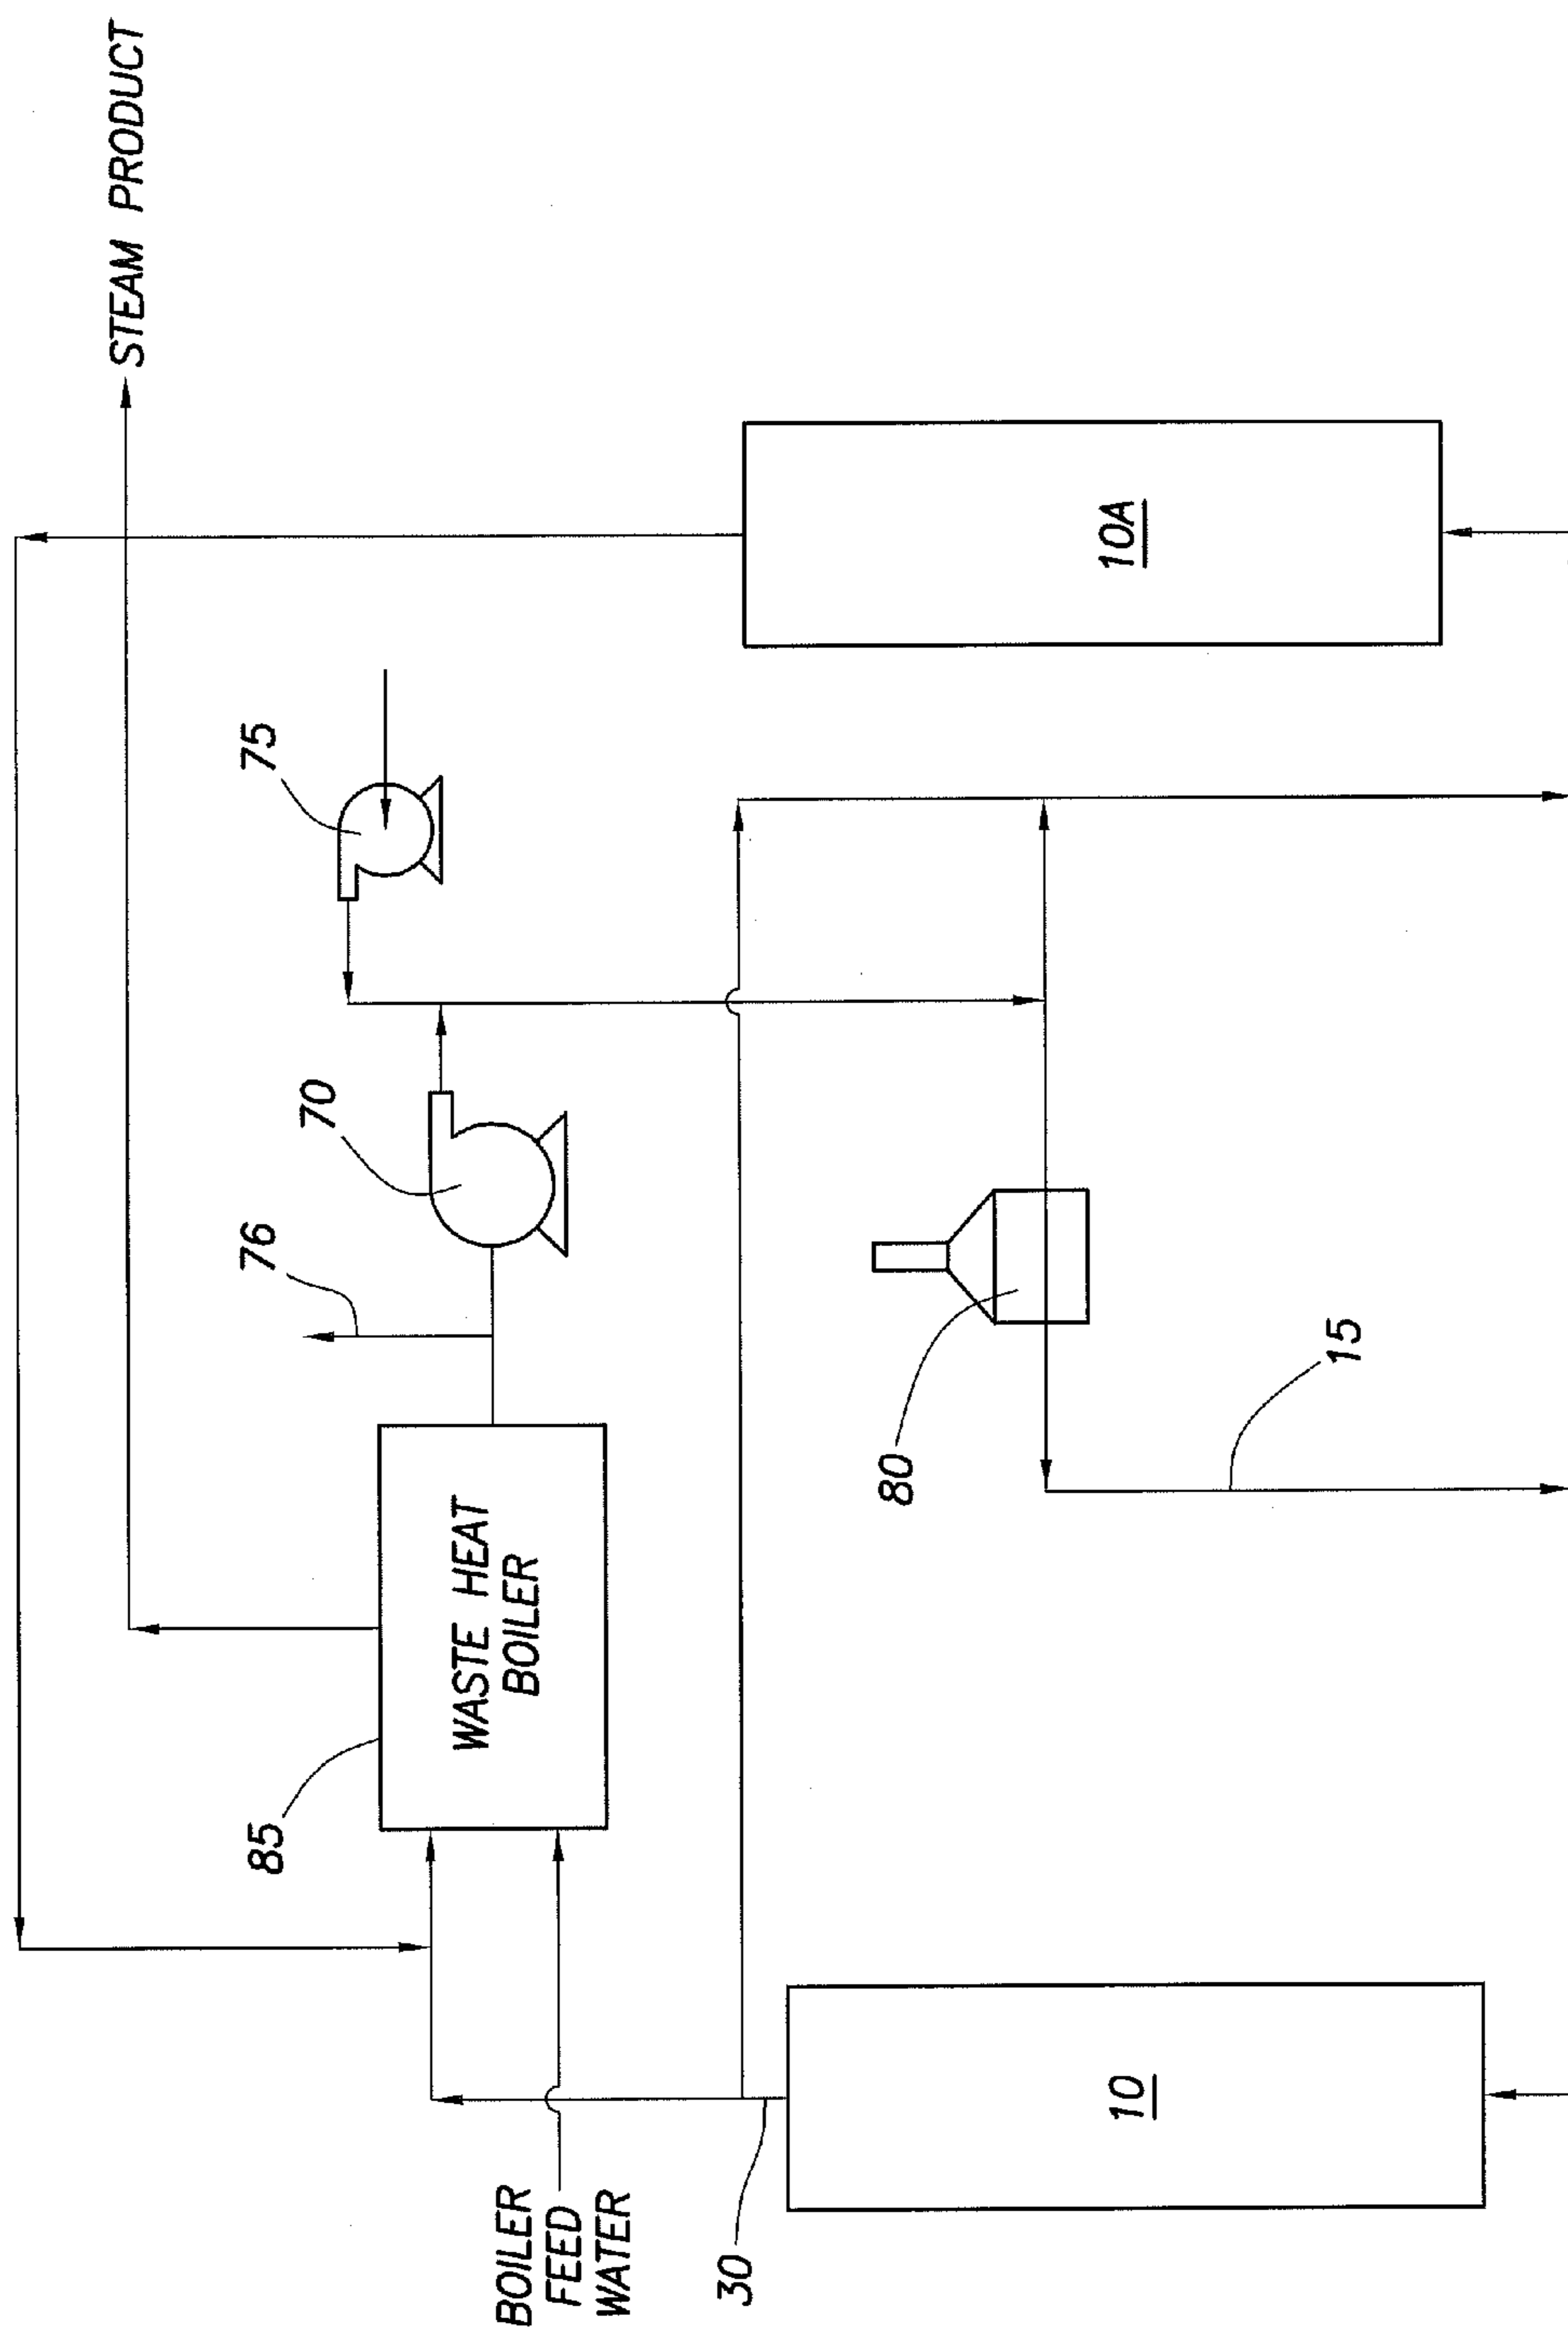 STEAM PRODUCT
75
70
76
85
WASTE HEAT
BOILER
10A
80
15
BOILER
FEED
WATER
30
10